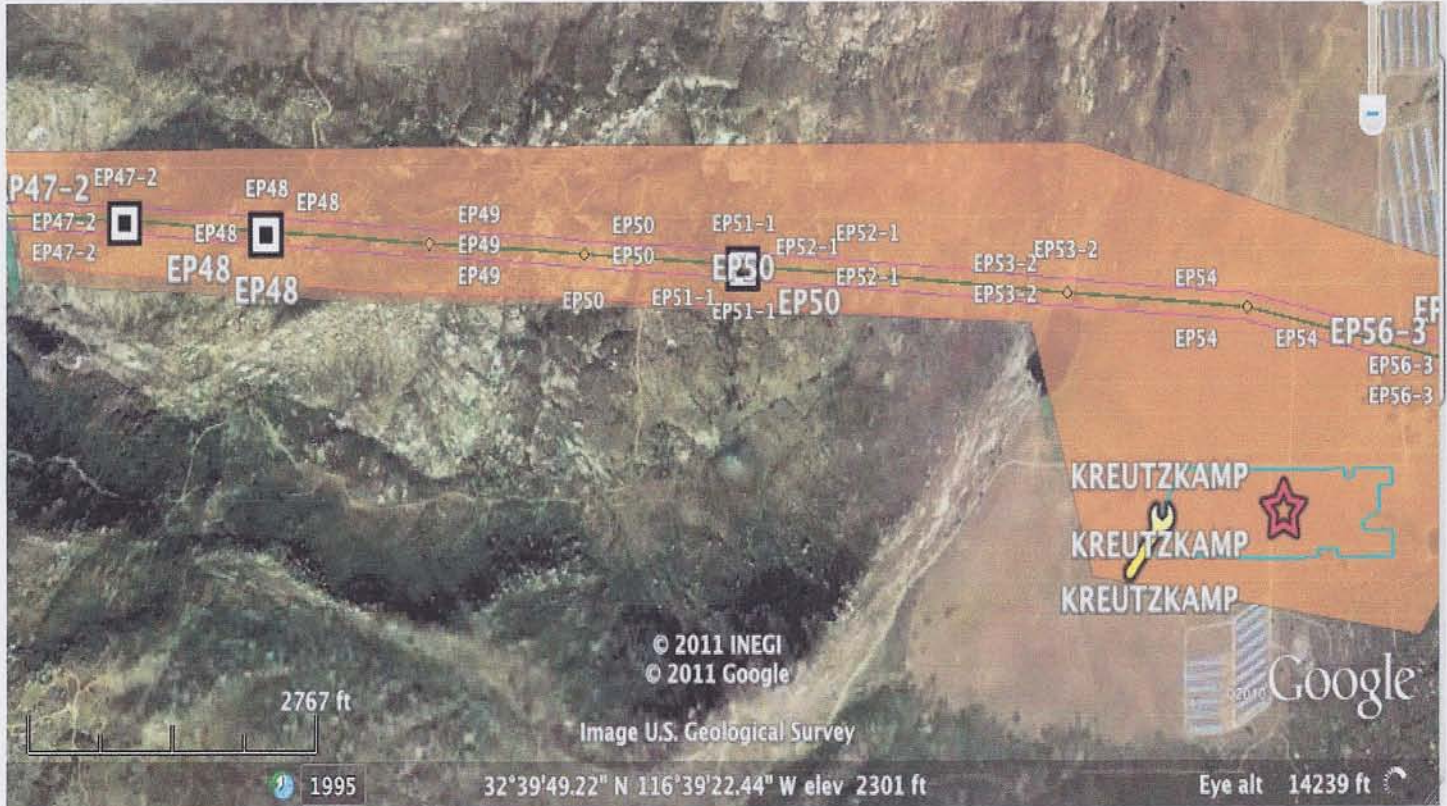 EP47-2
EP48
EP47-2
EP48
EP49
EP50
EP51-1
EP52-1
EP47-2
EP48
EP49
EP50
EP52-1
EP53-2
EP53-2
EP47-2
EP48
EP49
EP50
EP52-1
EP53-2
EP54
EP48
EP50
EP51-1
EP51-1
EP50
EP54
EP54
EP56-3
EP56-3
EP56-3
KREUTZKAMP
KREUTZKAMP
KREUTZKAMP
© 2011 INEGI
© 2011 Google
©2010 Google
2767 ft
Image U.S. Geological Survey
1995
32°39'49.22" N 116°39'22.44" W elev 2301 ft
Eye alt 14239 ft